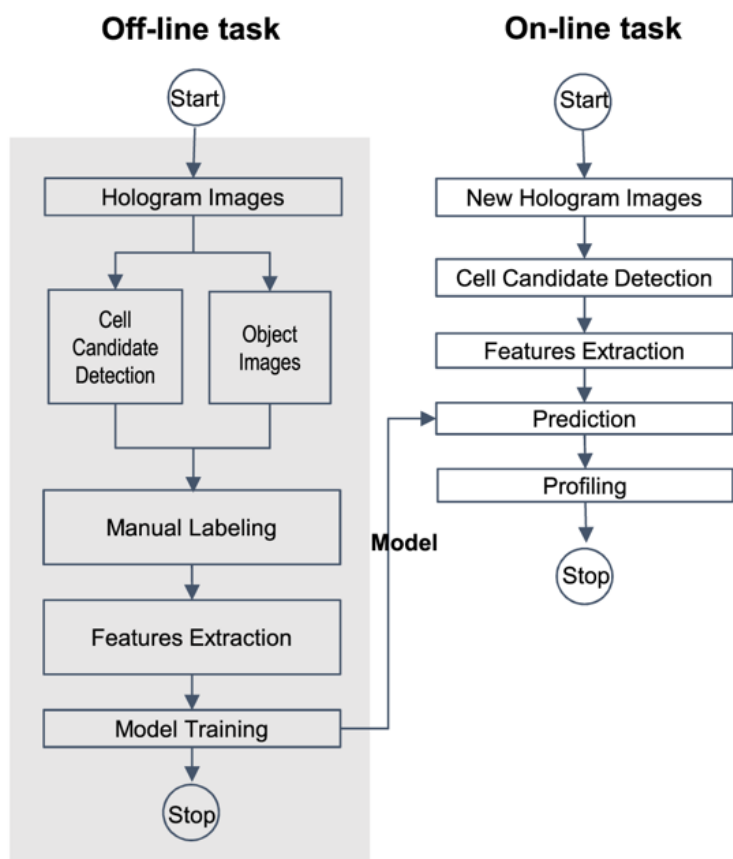 Off-line task
Start
Hologram Images
Cell
Candidate
Detection
Object
Images
Manual Labeling
Features Extraction
Model Training
Stop
Model
On-line task
Start
New Hologram Images
Cell Candidate Detection
Features Extraction
Prediction
Profiling
Stop